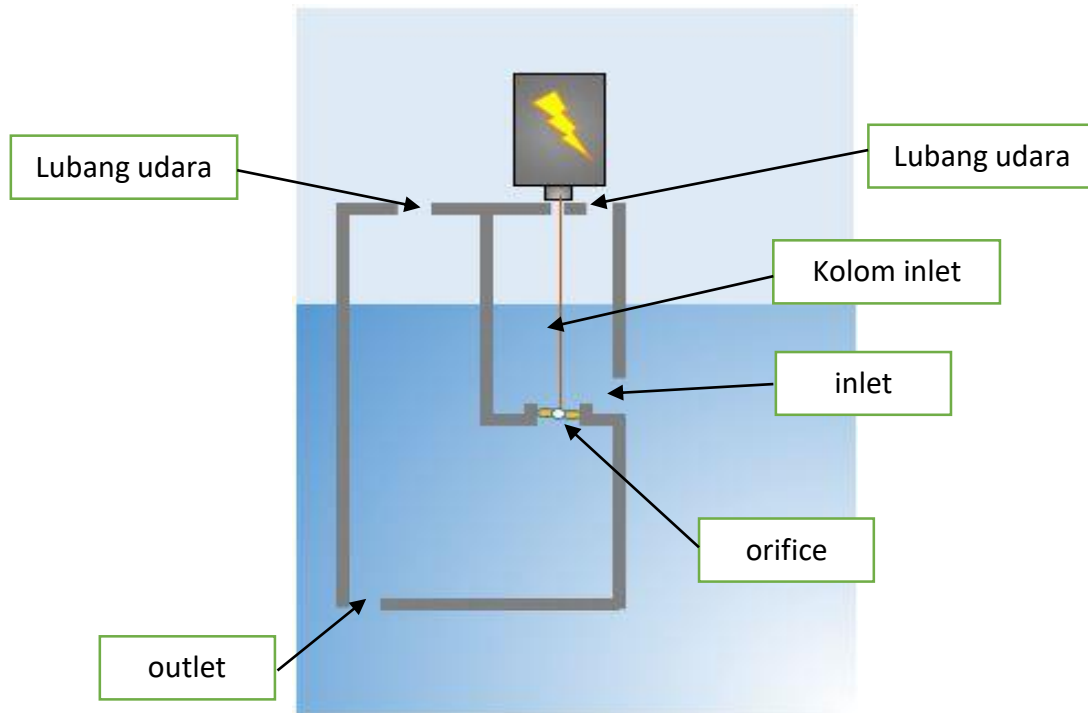 Lubang udara
Lubang udara
Kolom inlet
inlet
orifice
outlet